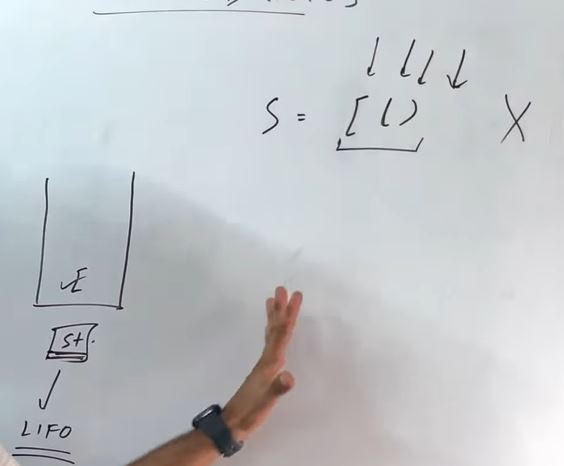 S = [ ( )   X
[
st
LIFO